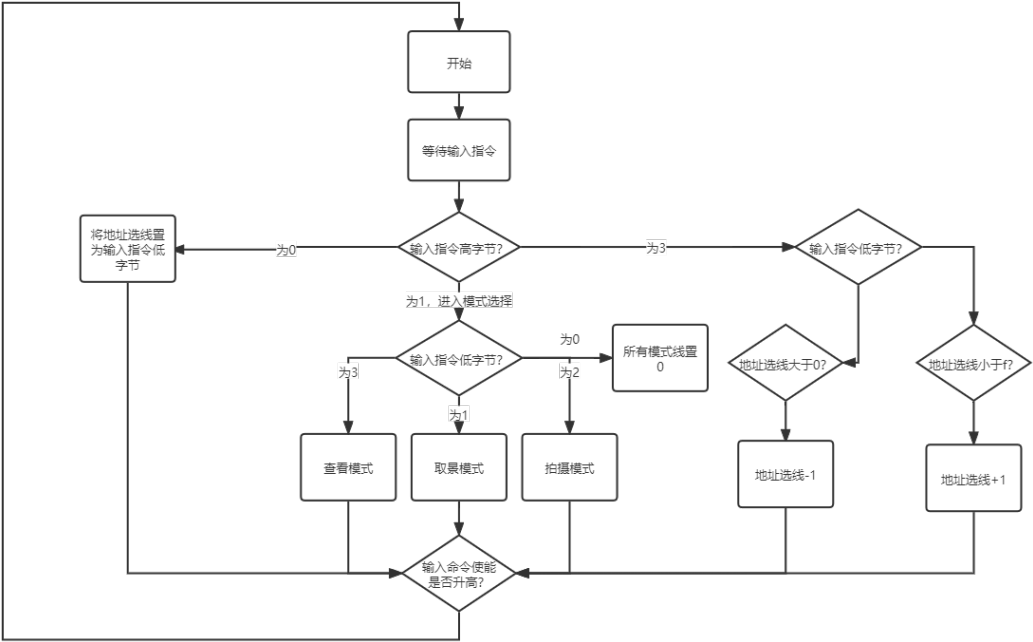 开始
等待输入指令
将地址选线置
为输入指令低
字节
为0
输入指令高字节?
为3
输入指令低字节?
为1，进入模式选择
输入指令低字节?
为0
所有模式线置
0
为3
为2
地址选线大于0?
地址选线小于f?
为1
查看模式
取景模式
拍摄模式
地址选线-1
地址选线+1
输入命令使能
是否升高?